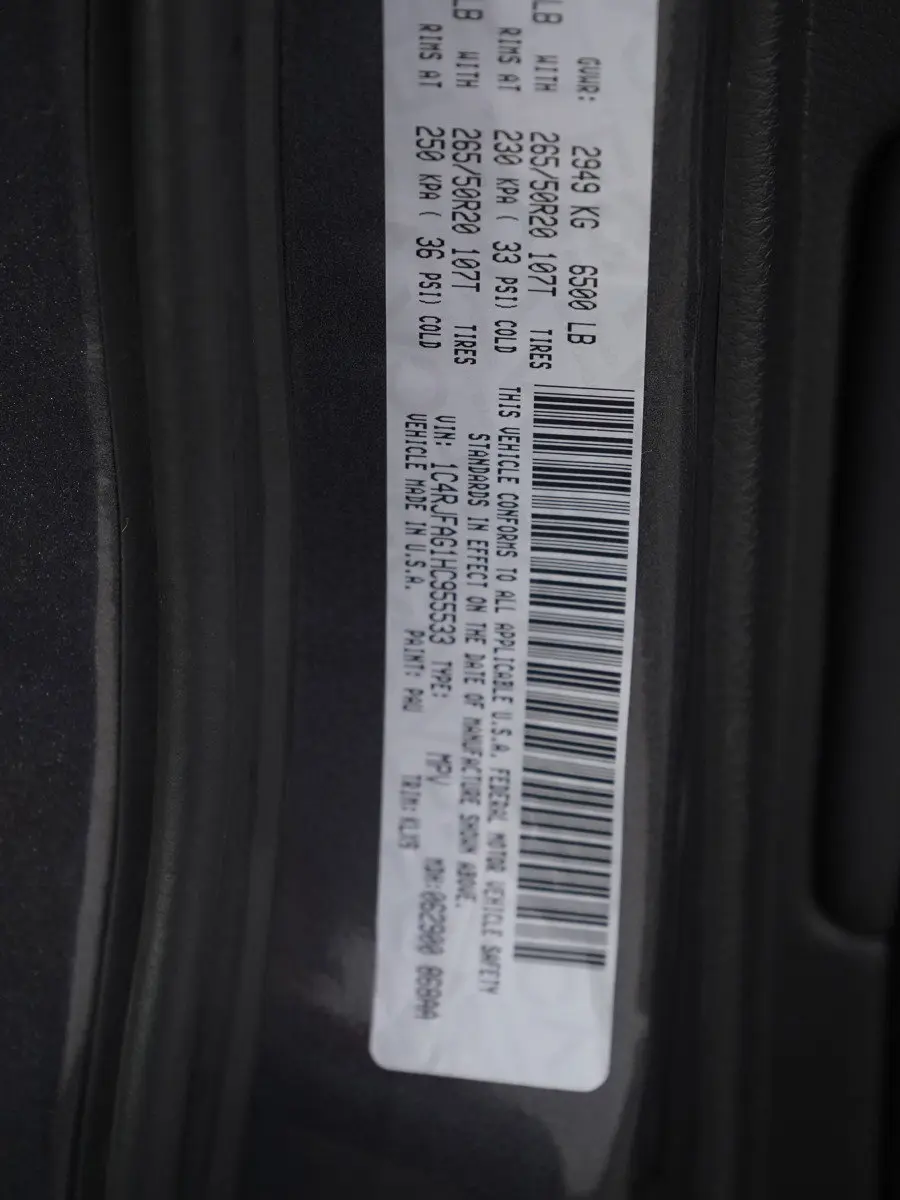 GVWR: 2949 KG 6500 LB
LB WITH 265/50R20 107T TIRES
RIMS AT 230 KPA ( 33 PSI) COLD
LB WITH 265/50R20 107T TIRES
RIMS AT 250 KPA ( 36 PSI) COLD
THIS VEHICLE CONFORMS TO ALL APPLICABLE U.S.A. FEDERAL MOTOR VEHICLE SAFETY
STANDARDS IN EFFECT ON THE DATE OF MANUFACTURE SHOWN ABOVE.
VIN: 1C4RJFAG1HC955533 TYPE: MPV MDH:062900 068AA
VEHICLE MADE IN U.S.A. PAINT: PAU TRIM: KLX9